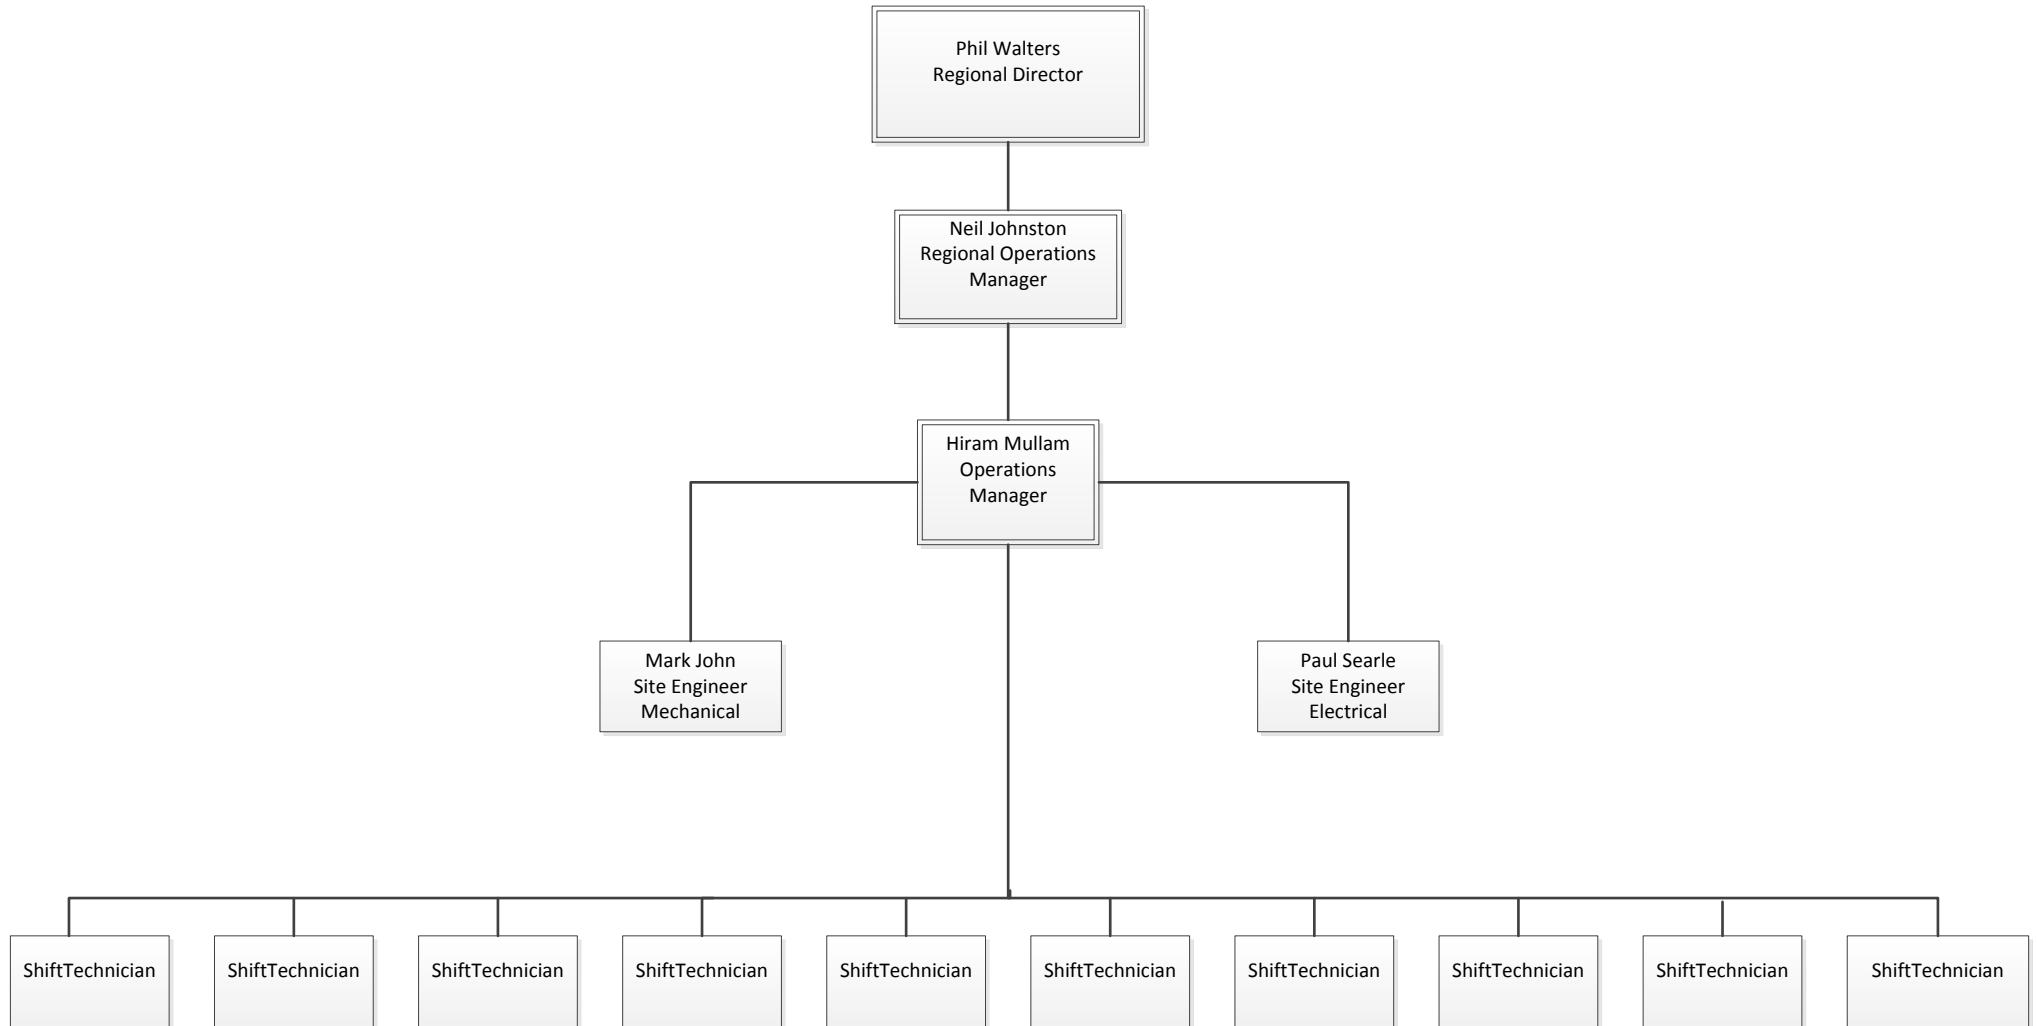 Phil Walters
Regional Director
Neil Johnston
Regional Operations
Manager
Hiram Mullam
Operations
Manager
Mark John
Site Engineer
Mechanical
Paul Searle
Site Engineer
Electrical
ShiftTechnician
ShiftTechnician
ShiftTechnician
ShiftTechnician
ShiftTechnician
ShiftTechnician
ShiftTechnician
ShiftTechnician
ShiftTechnician
ShiftTechnician